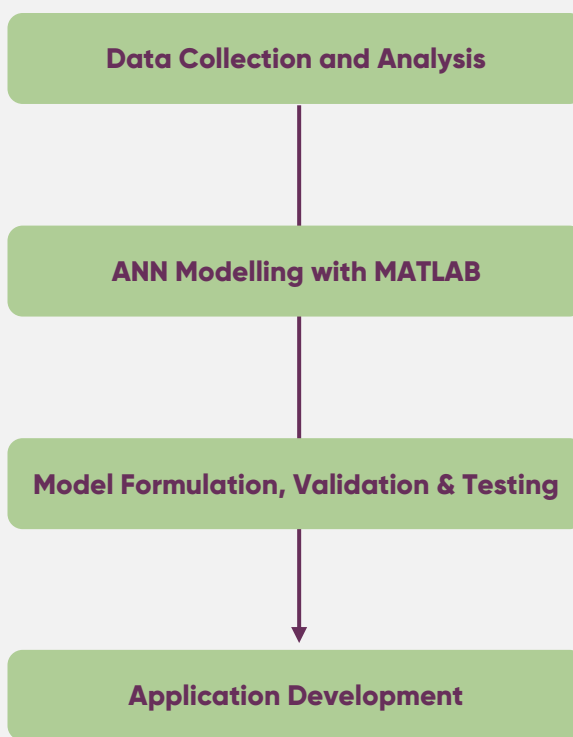 Data Collection and Analysis
ANN Modelling with MATLAB
Model Formulation, Validation & Testing
Application Development